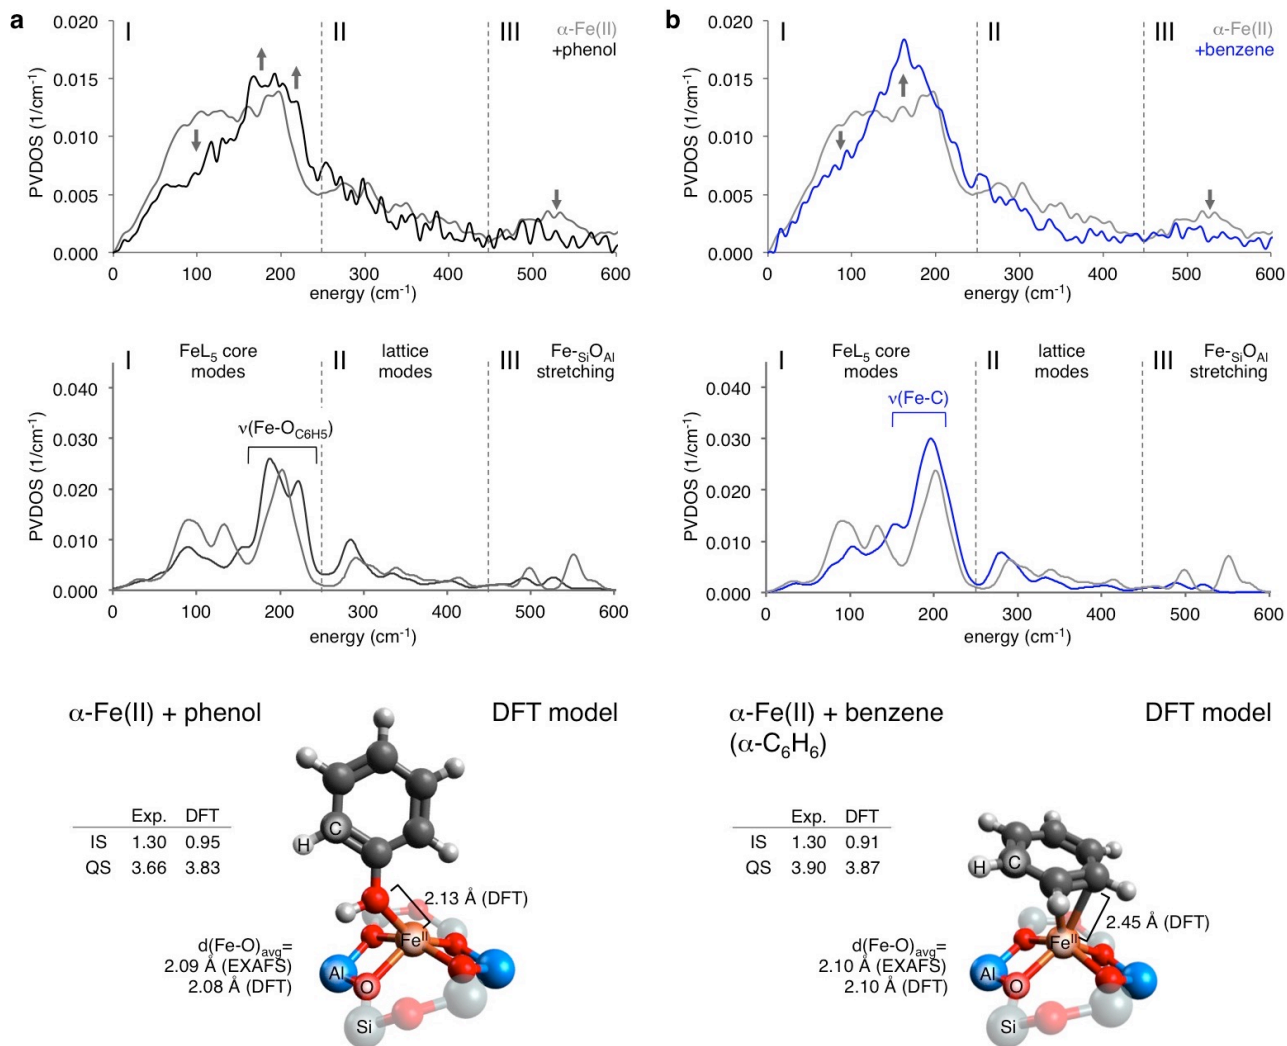 a
I
II
III
α-Fe(II)
+phenol
PVDOS (1/cm⁻¹)
0.020
0.015
0.010
0.005
0.000
0
100
200
300
400
500
600
energy (cm⁻¹)
I
FeL₅ core
modes
II
lattice
modes
III
Fe-SiOAl
stretching
PVDOS (1/cm⁻¹)
0.040
0.030
0.020
0.010
0.000
ν(Fe-OC6H5)
0
100
200
300
400
500
600
energy (cm⁻¹)
α-Fe(II) + phenol
DFT model
Exp. DFT
IS 1.30 0.95
QS 3.66 3.83
C
H
2.13 Å (DFT)
Feᴵᴵ
d(Fe-O)avg=
2.09 Å (EXAFS)
2.08 Å (DFT)
Al
O
Si
b
I
II
III
α-Fe(II)
+benzene
PVDOS (1/cm⁻¹)
0.020
0.015
0.010
0.005
0.000
0
100
200
300
400
500
600
energy (cm⁻¹)
I
FeL₅ core
modes
II
lattice
modes
III
Fe-SiOAl
stretching
PVDOS (1/cm⁻¹)
0.040
0.030
0.020
0.010
0.000
ν(Fe-C)
0
100
200
300
400
500
600
energy (cm⁻¹)
α-Fe(II) + benzene
(α-C₆H₆)
DFT model
Exp. DFT
IS 1.30 0.91
QS 3.90 3.87
H
C
2.45 Å (DFT)
Feᴵᴵ
d(Fe-O)avg=
2.10 Å (EXAFS)
2.10 Å (DFT)
Al
O
Si